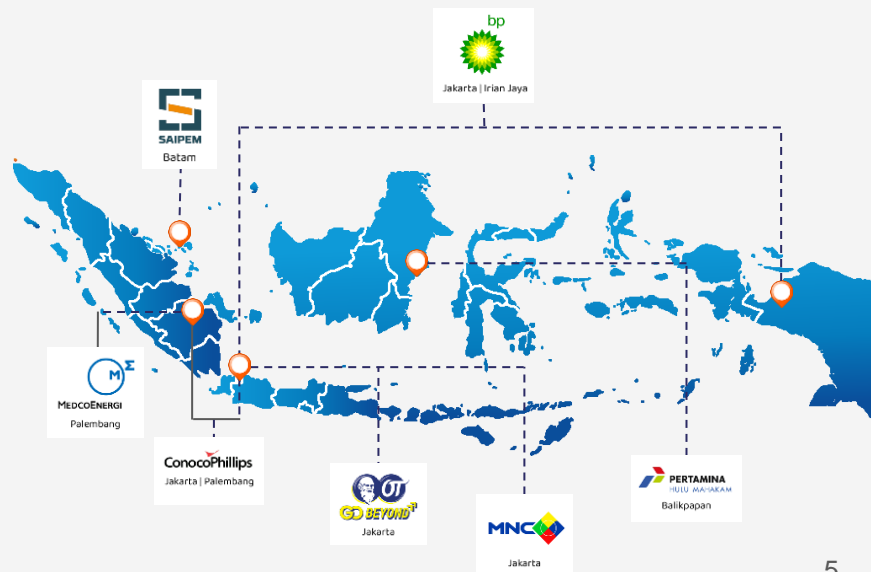 bp
Jakarta | Irian Jaya
SAIPEM
Batam
M Σ
MEDCOENERGI
Palembang
ConocoPhillips
Jakarta | Palembang
OT
GO BEYOND
Jakarta
MNC
Jakarta
PERTAMINA
HULU MAHAKAM
Balikpapan
5